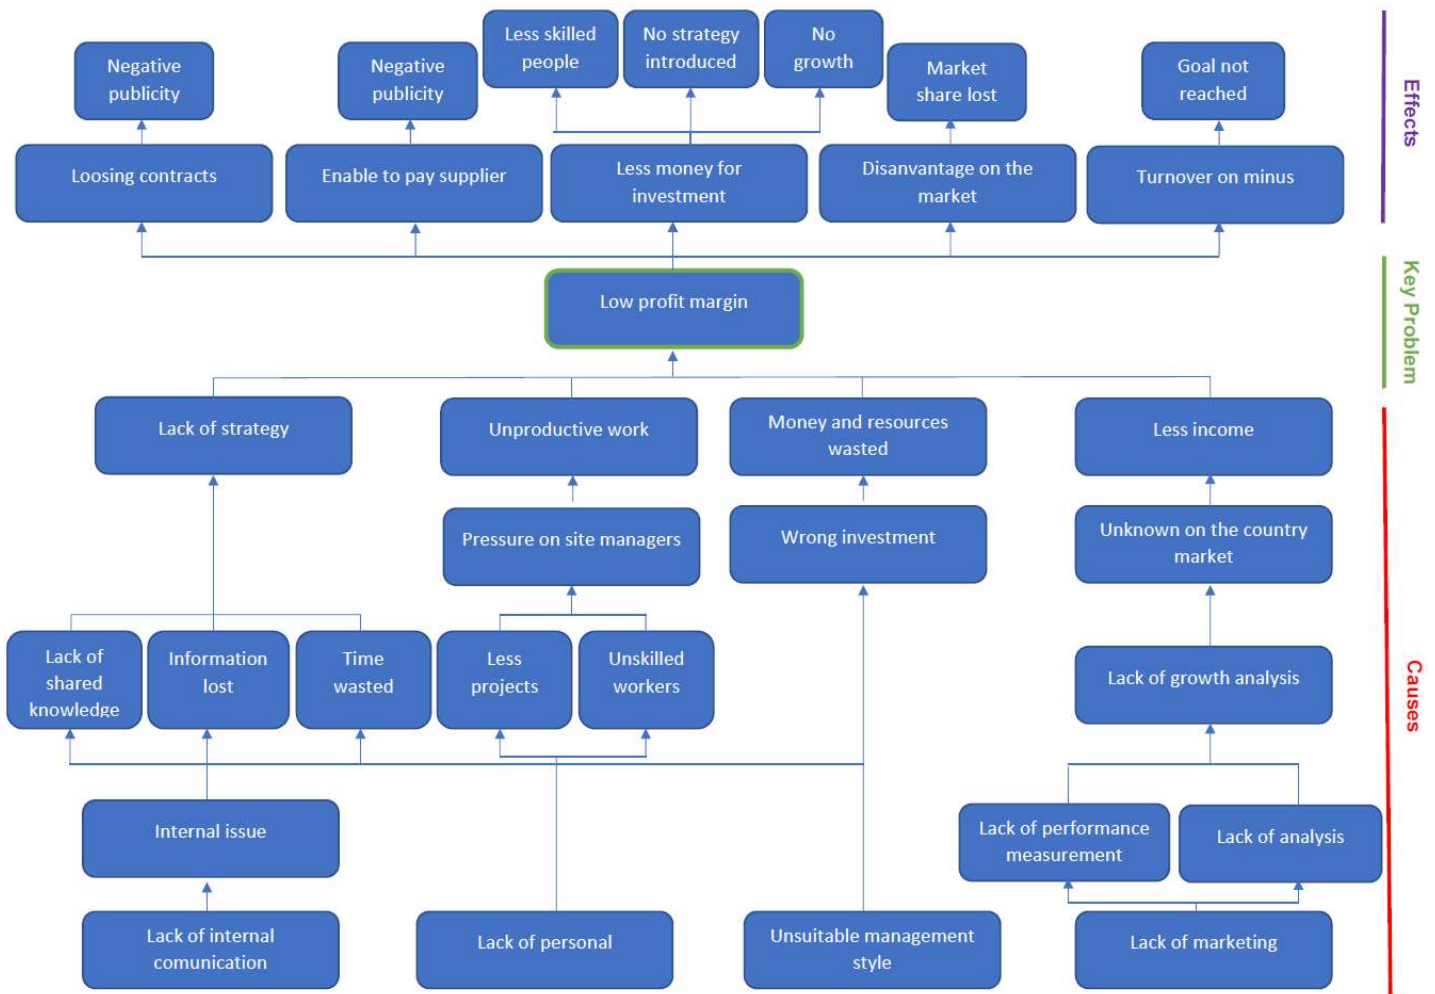 Less skilled
people
No strategy
introduced
No
growth
Negative
publicity
Negative
publicity
Market
share lost
Goal not
reached
Effects
Loosing contracts
Enable to pay supplier
Less money for
investment
Disanvantage on the
market
Turnover on minus
Low profit margin
Key Problem
Lack of strategy
Unproductive work
Money and resources
wasted
Less income
Pressure on site managers
Wrong investment
Unknown on the country
market
Lack of
shared
knowledge
Information
lost
Time
wasted
Less
projects
Unskilled
workers
Lack of growth analysis
Causes
Internal issue
Lack of performance
measurement
Lack of analysis
Lack of internal
comunication
Lack of personal
Unsuitable management
style
Lack of marketing